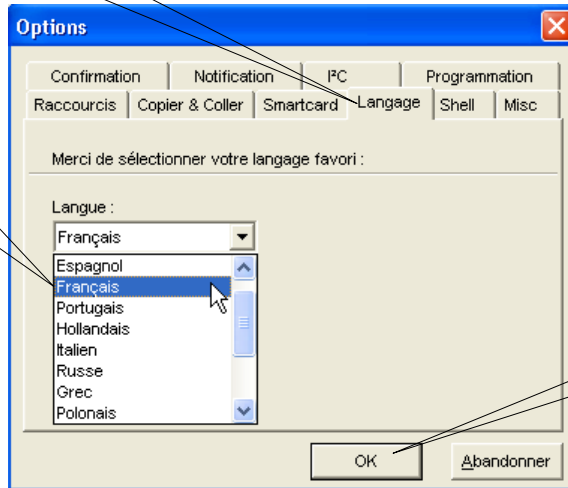 Options
Confirmation Notification I²C Programmation
Raccourcis Copier & Coller Smartcard Langage Shell Misc
Merci de sélectionner votre langage favori :
Langue :
Français
Espagnol
Français
Portugais
Hollandais
Italien
Russe
Grec
Polonais
OK Abandonner